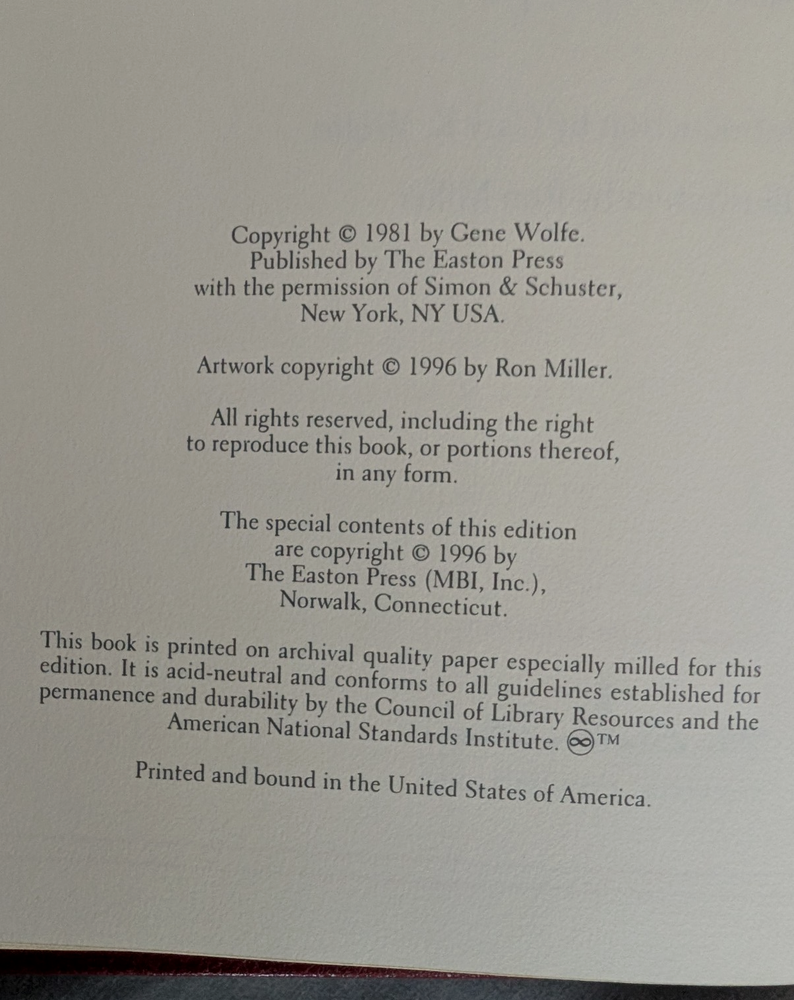 Copyright © 1981 by Gene Wolfe.
Published by The Easton Press
with the permission of Simon & Schuster,
New York, NY USA.
Artwork copyright © 1996 by Ron Miller.
All rights reserved, including the right
to reproduce this book, or portions thereof,
in any form.
The special contents of this edition
are copyright © 1996 by
The Easton Press (MBI, Inc.),
Norwalk, Connecticut.
This book is printed on archival quality paper especially milled for this
edition. It is acid-neutral and conforms to all guidelines established for
permanence and durability by the Council of Library Resources and the
American National Standards Institute. ♾™
Printed and bound in the United States of America.